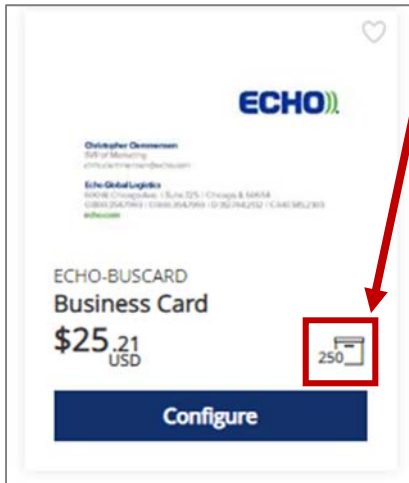 ECHO
Christopher Clemmensen
SVP of Marketing
Echo Global Logistics
echo.com
ECHO-BUSCARD
Business Card
$25.21
USD
250
Configure